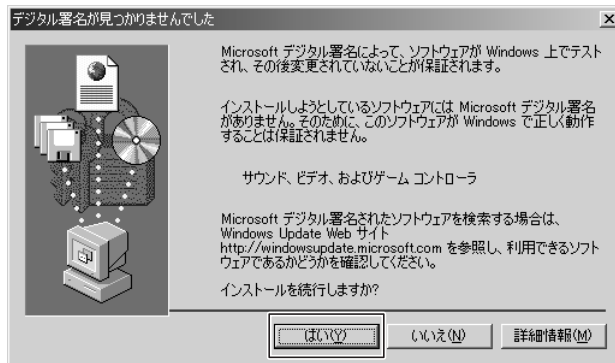 デジタル署名が見つかりませんでした
Microsoft デジタル署名によって、ソフトウェアが Windows 上でテスト
され、その後変更されていないことが保証されます。
インストールしようとしているソフトウェアには Microsoft デジタル署名
がありません。そのために、このソフトウェアが Windows で正しく動作
することは保証されません。
サウンド、ビデオ、およびゲーム コントローラ
Microsoft デジタル署名されたソフトウェアを検索する場合は、
Windows Update Web サイト
http://windowsupdate.microsoft.com を参照し、利用できるソフト
ウェアであるかどうかを確認してください。
インストールを続行しますか?
はい(Y)
いいえ(N)
詳細情報(M)